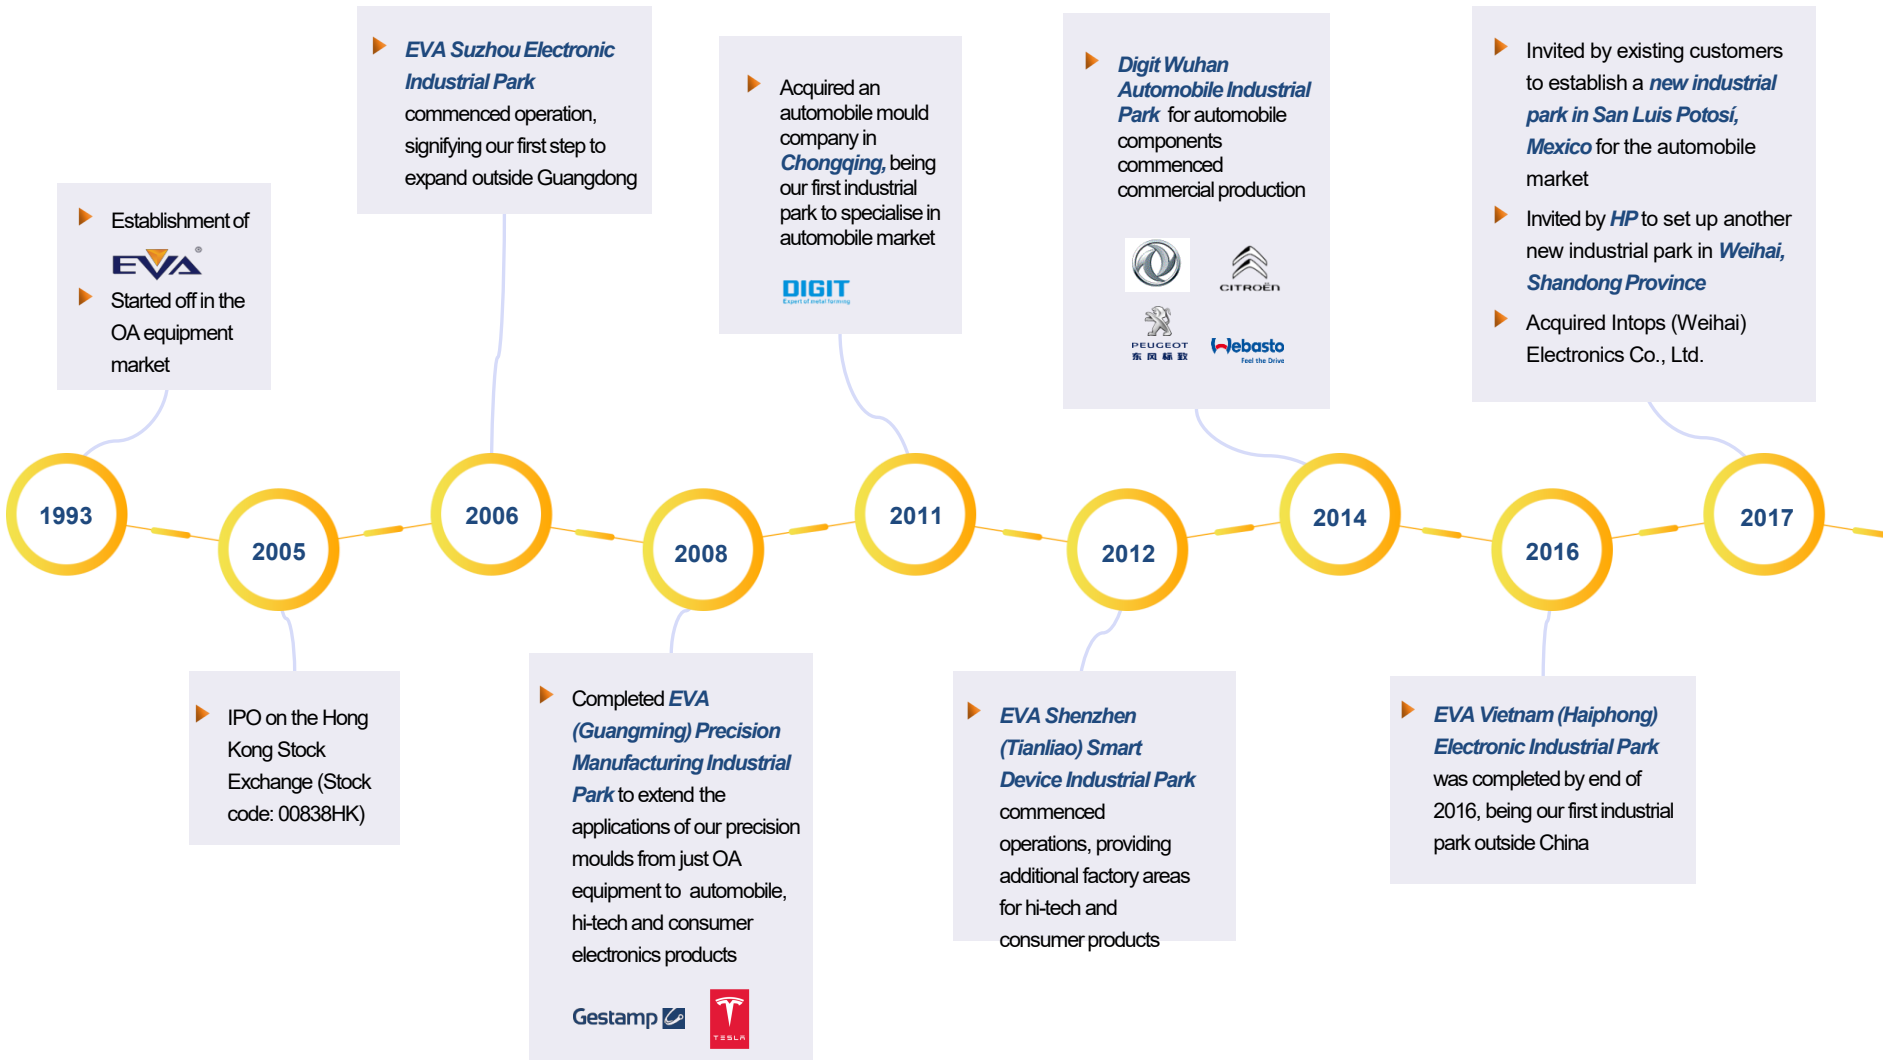 Establishment of
EVA®
Started off in the
OA equipment
market
1993
2005
IPO on the Hong
Kong Stock
Exchange (Stock
code: 00838HK)
EVA Suzhou Electronic
Industrial Park
commenced operation,
signifying our first step to
expand outside Guangdong
2006
2008
Completed EVA
(Guangming) Precision
Manufacturing Industrial
Park to extend the
applications of our precision
moulds from just OA
equipment to automobile,
hi-tech and consumer
electronics products
Gestamp
TESLA
Acquired an
automobile mould
company in
Chongqing, being
our first industrial
park to specialise in
automobile market
DIGIT
Expert of metal forming
2011
2012
EVA Shenzhen
(Tianliao) Smart
Device Industrial Park
commenced
operations, providing
additional factory areas
for hi-tech and
consumer products
Digit Wuhan
Automobile Industrial
Park for automobile
components
commenced
commercial production
CITROËN
PEUGEOT
东风标致
Webasto
Feel the Drive
2014
2016
EVA Vietnam (Haiphong)
Electronic Industrial Park
was completed by end of
2016, being our first industrial
park outside China
Invited by existing customers
to establish a new industrial
park in San Luis Potosí,
Mexico for the automobile
market
Invited by HP to set up another
new industrial park in Weihai,
Shandong Province
Acquired Intops (Weihai)
Electronics Co., Ltd.
2017